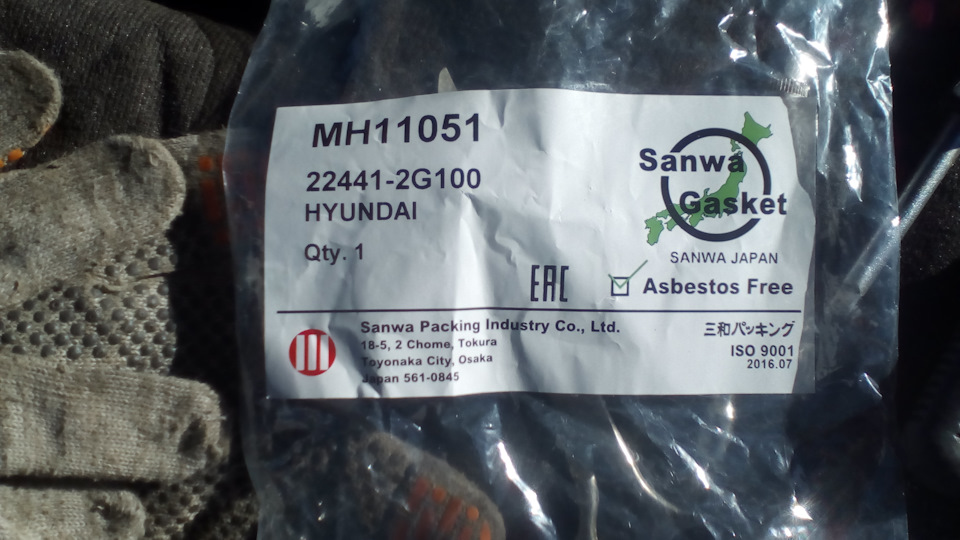 MH11051
22441-2G100
HYUNDAI
Qty. 1
Sanwa
Gasket
SANWA JAPAN
EAC
Asbestos Free
Sanwa Packing Industry Co., Ltd.
18-5, 2 Chome, Tokura
Toyonaka City, Osaka
Japan 561-0845
三和パッキング
ISO 9001
2016.07